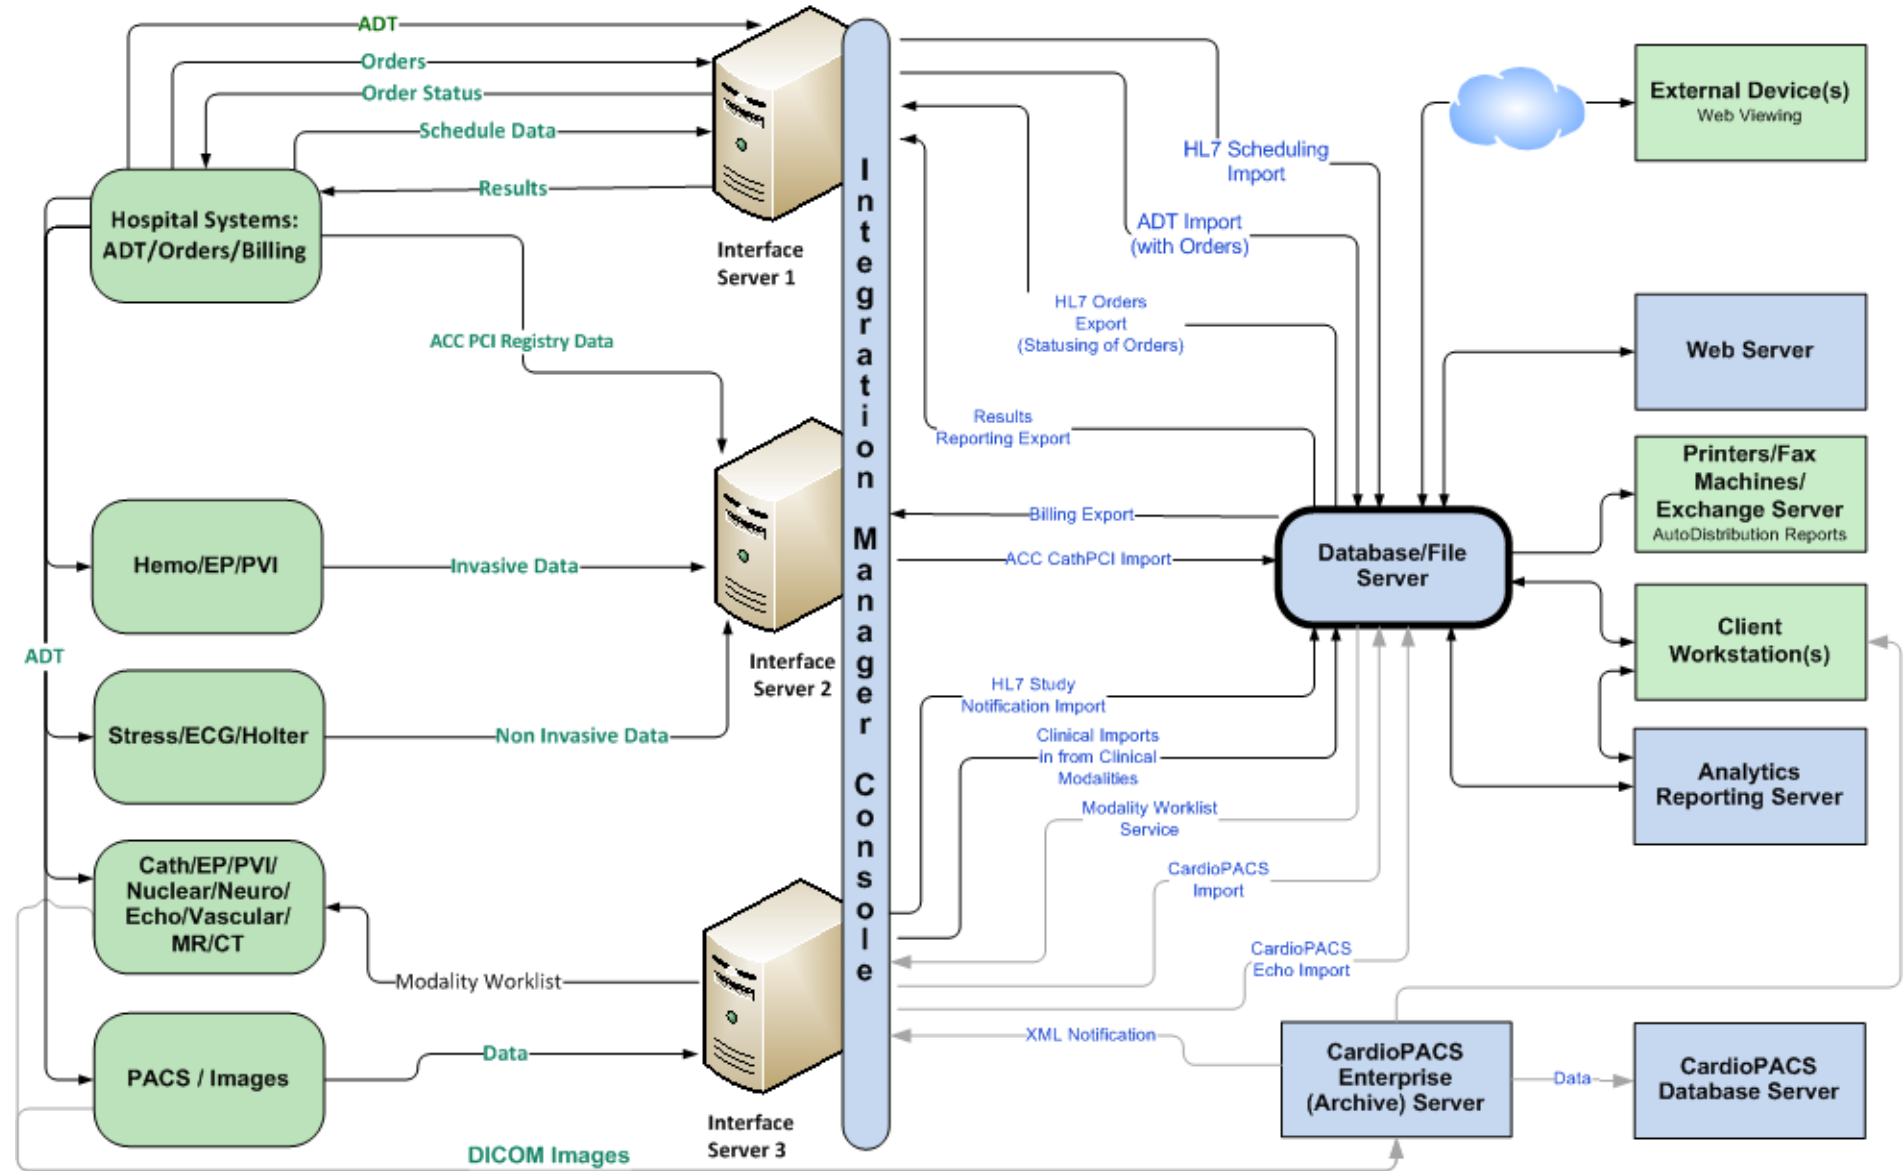 ADT
Orders
Order Status
Schedule Data
Results
Hospital Systems:
ADT/Orders/Billing
Interface
Server 1
ACC PCI Registry Data
Hemo/EP/PVI
Invasive Data
ADT
Interface
Server 2
Stress/ECG/Holter
Non Invasive Data
Cath/EP/PVI/
Nuclear/Neuro/
Echo/Vascular/
MR/CT
Modality Worklist
PACS / Images
Data
Interface
Server 3
DICOM Images
Integration Manager Console
HL7 Scheduling
Import
ADT Import
(with Orders)
HL7 Orders
Export
(Statusing of Orders)
Results
Reporting Export
Billing Export
ACC CathPCI Import
Database/File
Server
HL7 Study
Notification Import
Clinical Imports
in from Clinical
Modalities
Modality Worklist
Service
CardioPACS
Import
CardioPACS
Echo Import
XML Notification
CardioPACS
Enterprise
(Archive) Server
Data
CardioPACS
Database Server
External Device(s)
Web Viewing
Web Server
Printers/Fax
Machines/
Exchange Server
AutoDistribution Reports
Client
Workstation(s)
Analytics
Reporting Server